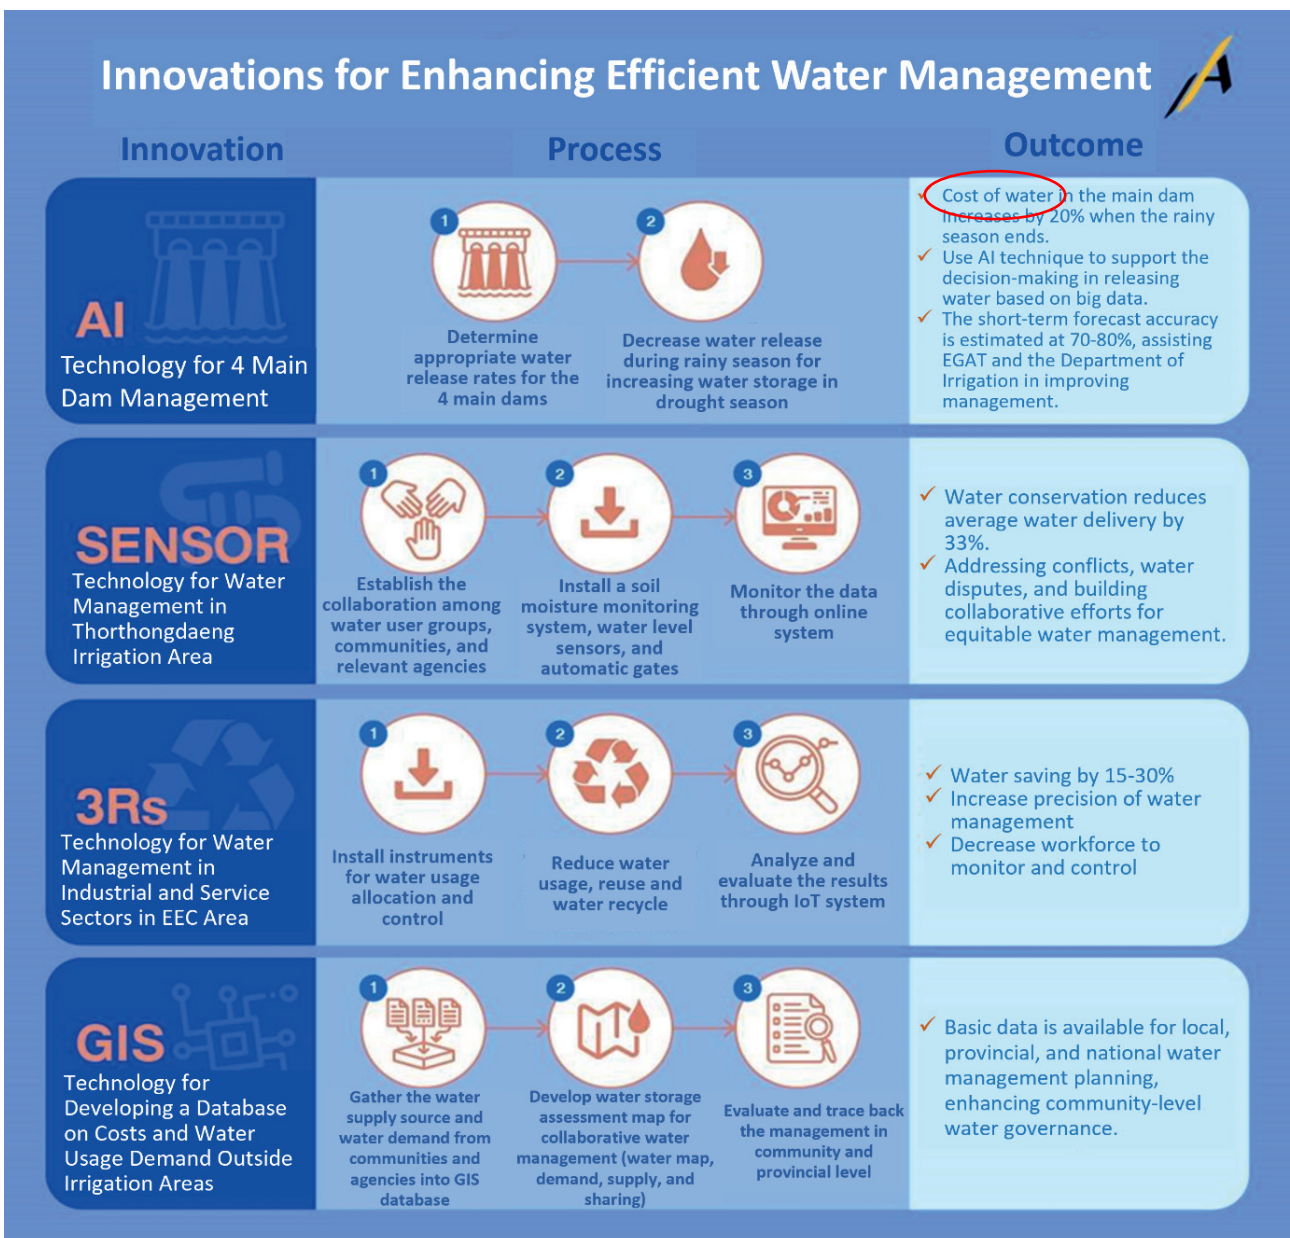 Innovations for Enhancing Efficient Water Management
Innovation
Process
Outcome
AI
Technology for 4 Main
Dam Management
1
Determine
appropriate water
release rates for the
4 main dams
2
Decrease water release
during rainy season for
increasing water storage in
drought season
✓ Cost of water in the main dam
increases by 20% when the rainy
season ends.
✓ Use AI technique to support the
decision-making in releasing
water based on big data.
✓ The short-term forecast accuracy
is estimated at 70-80%, assisting
EGAT and the Department of
Irrigation in improving
management.
SENSOR
Technology for Water
Management in
Thorthongdaeng
Irrigation Area
1
Establish the
collaboration among
water user groups,
communities, and
relevant agencies
2
Install a soil
moisture monitoring
system, water level
sensors, and
automatic gates
3
Monitor the data
through online
system
✓ Water conservation reduces
average water delivery by
33%.
✓ Addressing conflicts, water
disputes, and building
collaborative efforts for
equitable water management.
3Rs
Technology for Water
Management in
Industrial and Service
Sectors in EEC Area
1
Install instruments
for water usage
allocation and
control
2
Reduce water
usage, reuse and
water recycle
3
Analyze and
evaluate the results
through IoT system
✓ Water saving by 15-30%
✓ Increase precision of water
management
✓ Decrease workforce to
monitor and control
GIS
Technology for
Developing a Database
on Costs and Water
Usage Demand Outside
Irrigation Areas
1
Gather the water
supply source and
water demand from
communities and
agencies into GIS
database
2
Develop water storage
assessment map for
collaborative water
management (water map,
demand, supply, and
sharing)
3
Evaluate and trace back
the management in
community and
provincial level
✓ Basic data is available for local,
provincial, and national water
management planning,
enhancing community-level
water governance.